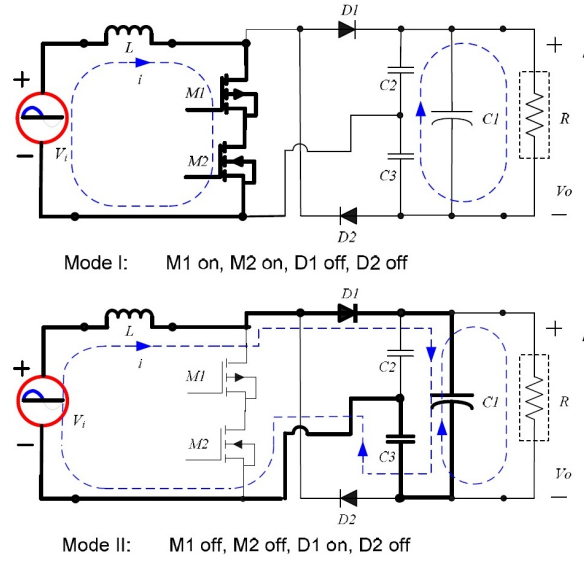 L
D1
+
+
i
M1
C2
Vi
M2
C1
R
C3
−
Vo
−
D2
Mode I: M1 on, M2 on, D1 off, D2 off
D1
L
+
+
i
M1
C2
Vi
C1
R
M2
−
C3
Vo
−
D2
Mode II: M1 off, M2 off, D1 on, D2 off